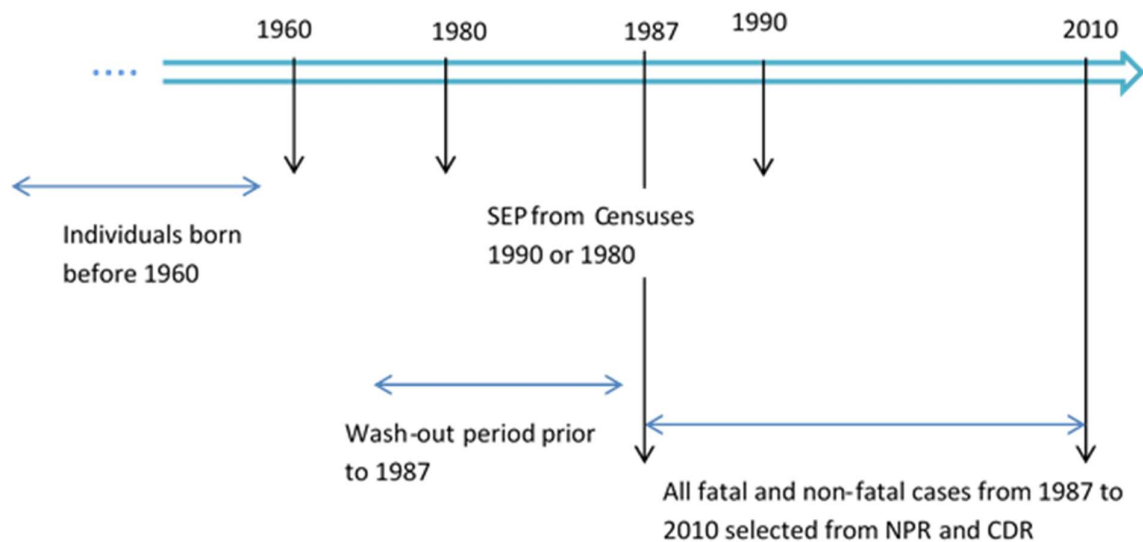 1960
1980
1987
1990
2010
Individuals born
before 1960
SEP from Censuses
1990 or 1980
Wash-out period prior
to 1987
All fatal and non-fatal cases from 1987 to
2010 selected from NPR and CDR